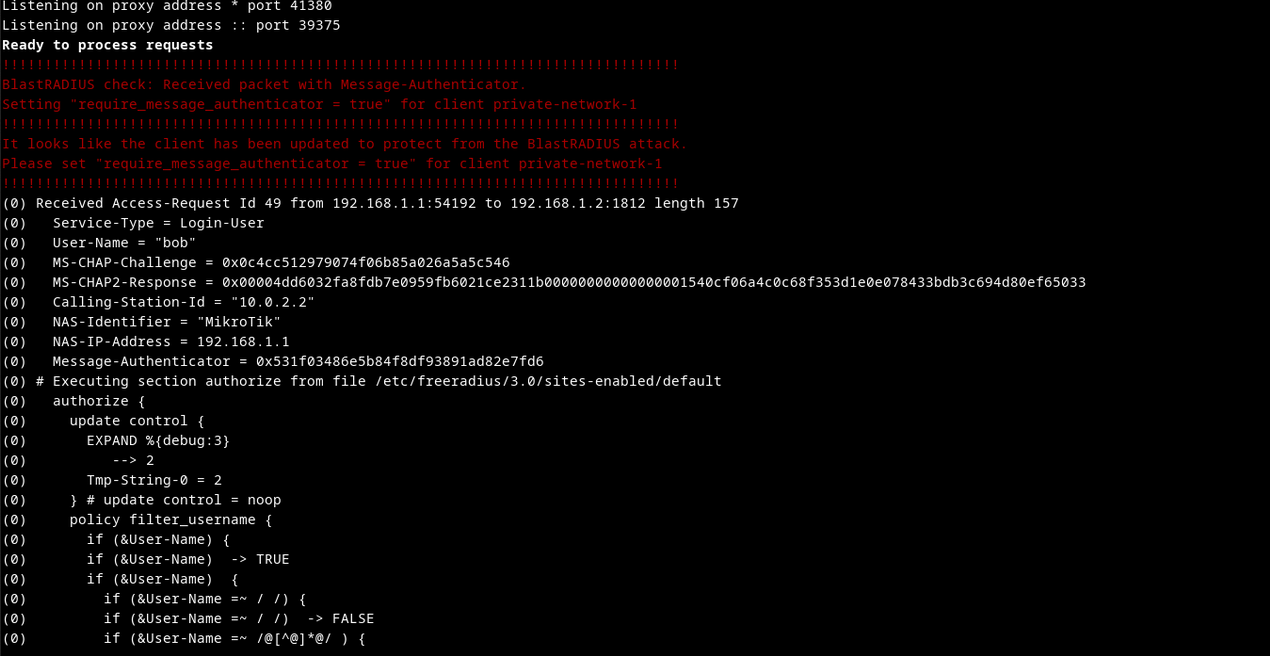 Listening on proxy address * port 41380
Listening on proxy address :: port 39375
Ready to process requests
!!!!!!!!!!!!!!!!!!!!!!!!!!!!!!!!!!!!!!!!!!!!!!!!!!!!!!!!!!!!!!!!!!!!!!!!!!!!!!!!
BlastRADIUS check: Received packet with Message-Authenticator.
Setting "require_message_authenticator = true" for client private-network-1
!!!!!!!!!!!!!!!!!!!!!!!!!!!!!!!!!!!!!!!!!!!!!!!!!!!!!!!!!!!!!!!!!!!!!!!!!!!!!!!!
It looks like the client has been updated to protect from the BlastRADIUS attack.
Please set "require_message_authenticator = true" for client private-network-1
!!!!!!!!!!!!!!!!!!!!!!!!!!!!!!!!!!!!!!!!!!!!!!!!!!!!!!!!!!!!!!!!!!!!!!!!!!!!!!!!
(0) Received Access-Request Id 49 from 192.168.1.1:54192 to 192.168.1.2:1812 length 157
(0)   Service-Type = Login-User
(0)   User-Name = "bob"
(0)   MS-CHAP-Challenge = 0x0c4cc512979074f06b85a026a5a5c546
(0)   MS-CHAP2-Response = 0x00004dd6032fa8fdb7e0959fb6021ce2311b00000000000000001540cf06a4c0c68f353d1e0e078433bdb3c694d80ef65033
(0)   Calling-Station-Id = "10.0.2.2"
(0)   NAS-Identifier = "MikroTik"
(0)   NAS-IP-Address = 192.168.1.1
(0)   Message-Authenticator = 0x531f03486e5b84f8df93891ad82e7fd6
(0) # Executing section authorize from file /etc/freeradius/3.0/sites-enabled/default
(0)   authorize {
(0)     update control {
(0)       EXPAND %{debug:3}
(0)          --> 2
(0)       Tmp-String-0 = 2
(0)     } # update control = noop
(0)     policy filter_username {
(0)       if (&User-Name) {
(0)       if (&User-Name)  -> TRUE
(0)       if (&User-Name)  {
(0)         if (&User-Name =~ / /) {
(0)         if (&User-Name =~ / /)  -> FALSE
(0)         if (&User-Name =~ /@[^@]*@/ ) {